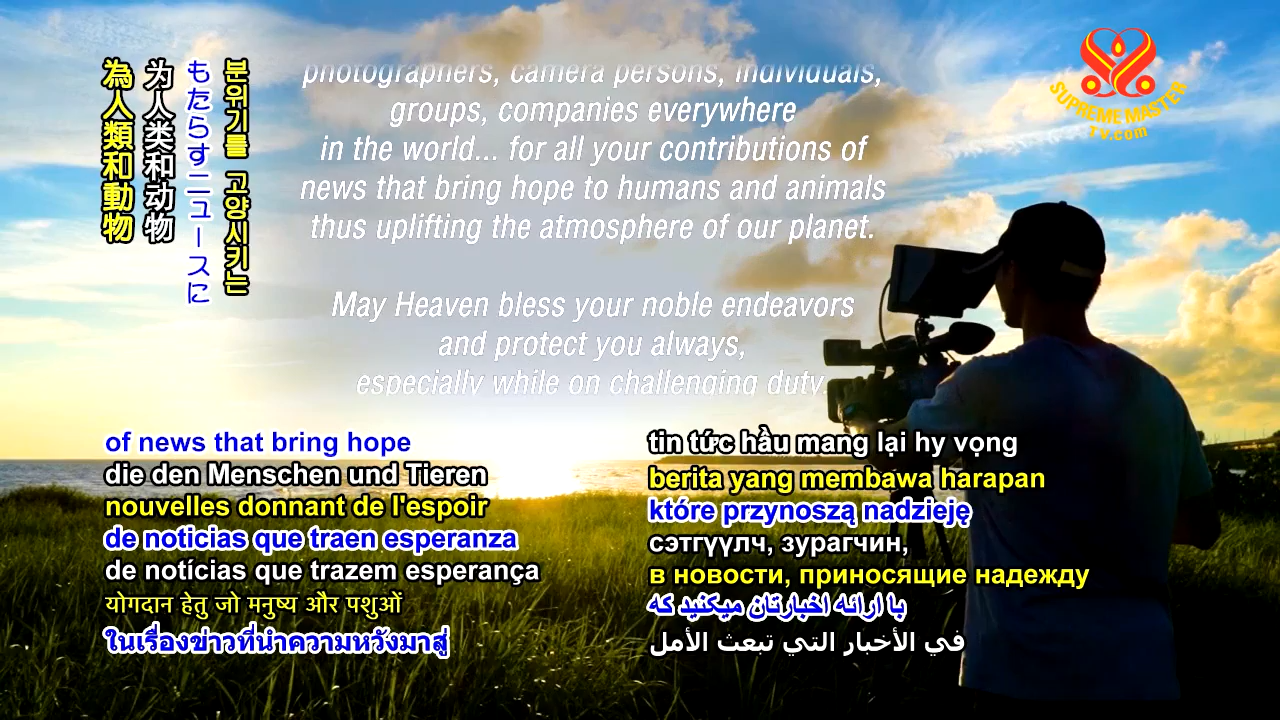 為人類和動物
为人类和动物
もたらすニュースに
분위기를 고양시키는
photographers, camera persons, individuals,
groups, companies everywhere
in the world... for all your contributions of
news that bring hope to humans and animals
thus uplifting the atmosphere of our planet.
May Heaven bless your noble endeavors
and protect you always,
especially while on challenging duty.
SUPREME MASTER
TV.com
of news that bring hope
die den Menschen und Tieren
nouvelles donnant de l'espoir
de noticias que traen esperanza
de notícias que trazem esperança
योगदान हेतु जो मनुष्य और पशुओं
ในเรื่องข่าวที่นำความหวังมาสู่
tin tức hầu mang lại hy vọng
berita yang membawa harapan
które przynoszą nadzieję
сэтгүүлч, зурагчин,
в новости, приносящие надежду
با ارائه اخبارتان میکنید که
في الأخبار التي تبعث الأمل